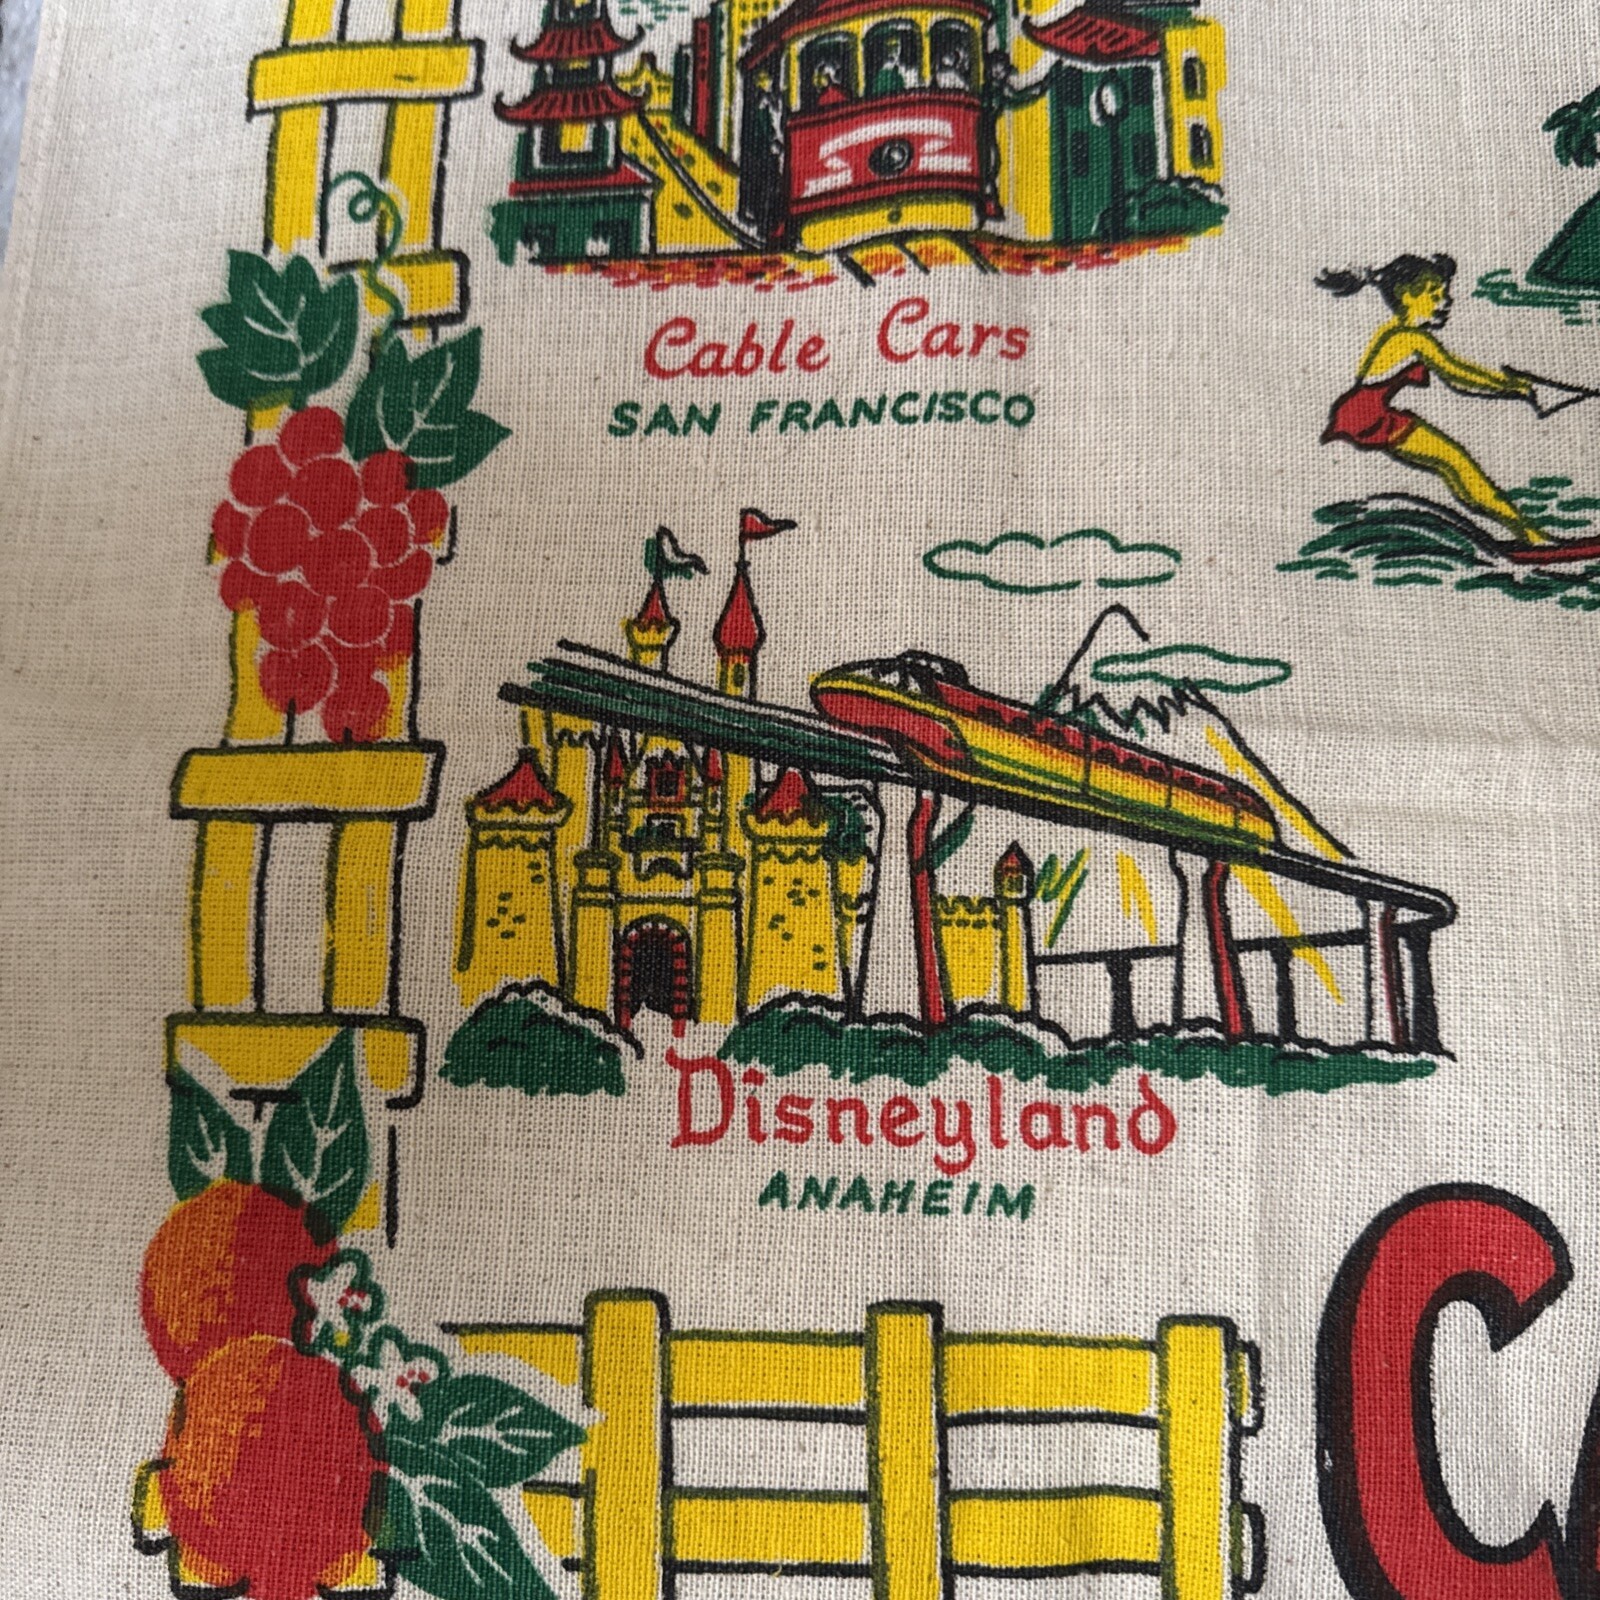 Cable Cars
SAN FRANCISCO
Disneyland
ANAHEIM
C